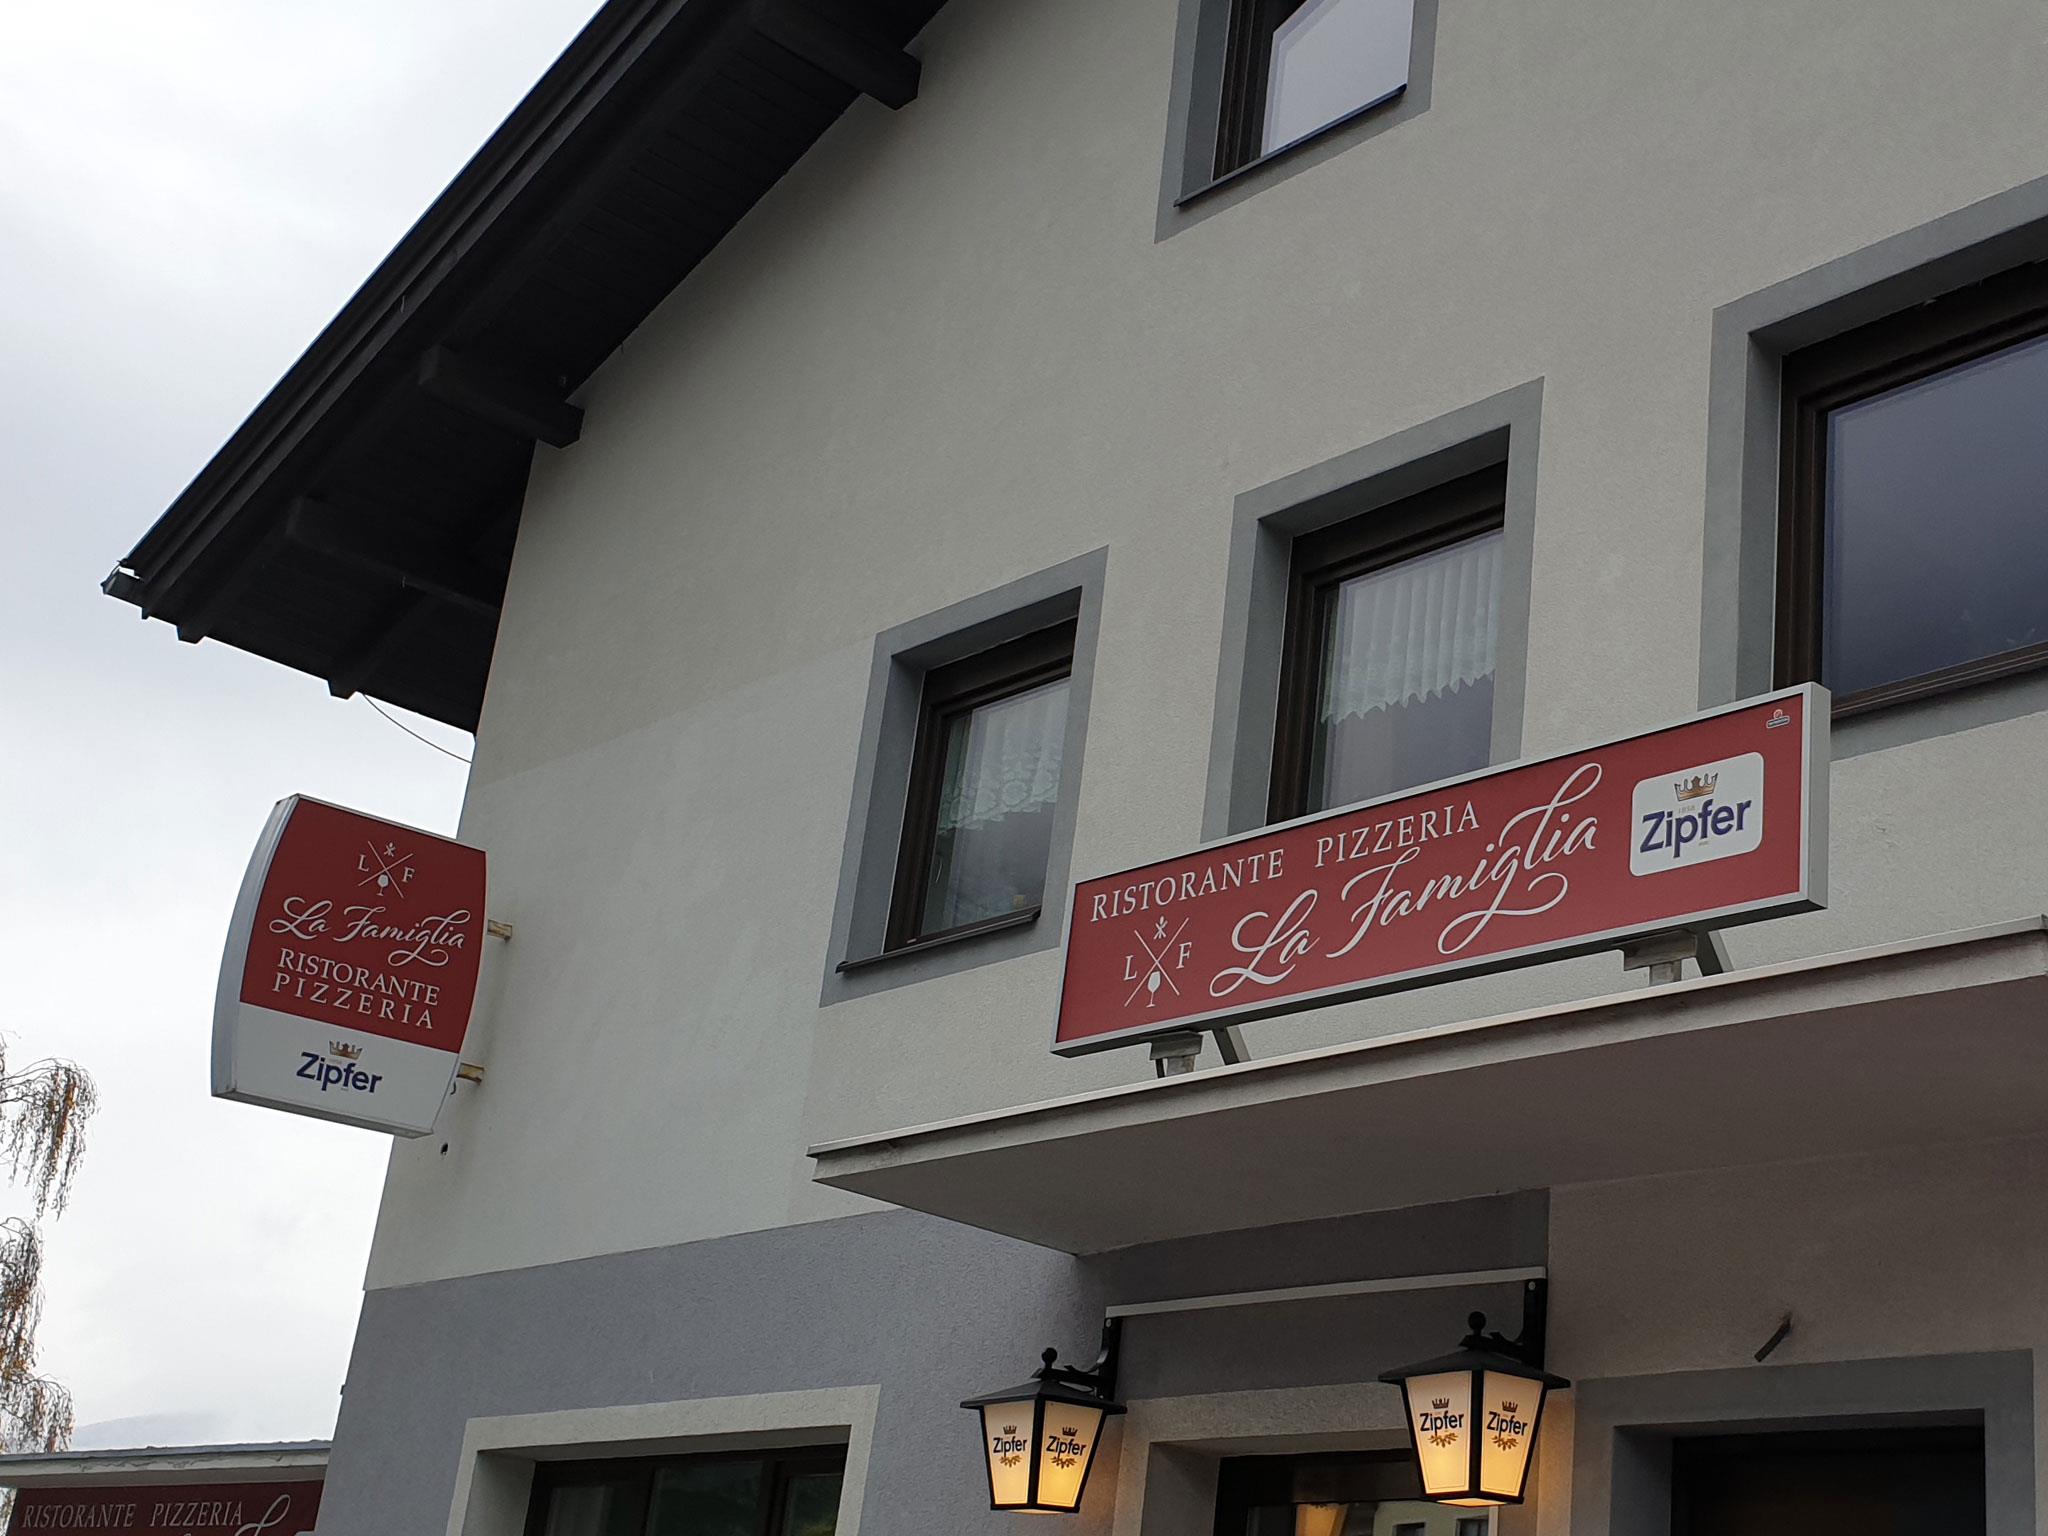 L F
La Famiglia
RISTORANTE
PIZZERIA
Zipfer
RISTORANTE PIZZERIA
L F La Famiglia
Zipfer
Zipfer Zipfer
Zipfer Zipfer
RISTORANTE PIZZERIA